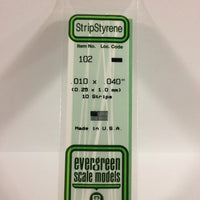 StripStyrene
Item No. Loc. Code
102
.010 x .040"
(0.25 x 1.0 mm)
10 Strips
Made in U.S.A.
evergreen
scale models